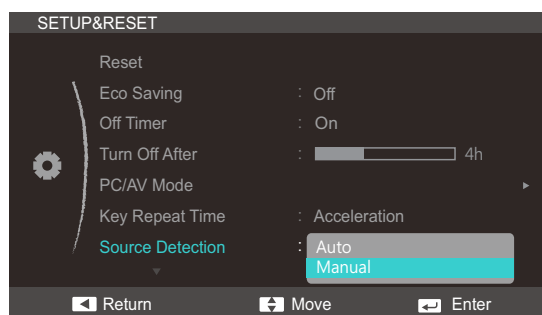 SETUP&RESET
Reset
Eco Saving : Off
Off Timer : On
Turn Off After : 4h
PC/AV Mode
Key Repeat Time : Acceleration
Source Detection : Auto
Manual
Return Move Enter